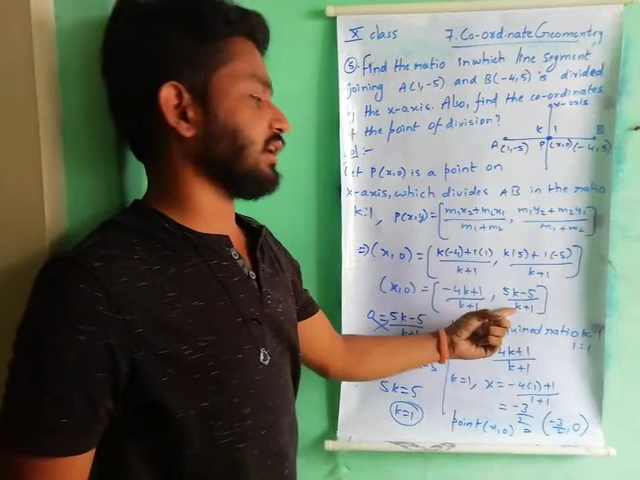 X class 7. Co-ordinate Geomentry
⑤. Find the ratio in which line segment
joining A(1,-5) and B(-4,5) is divided
the x-axis. Also, find the co-ordinates
the point of division?
x-axis
K 1 B
A (1,-5) P (x,0) (-4,5)
:-
P(x,0) is a point on
x-axis, which divides AB in the ratio
k:1, P(x,y) = [m₁x₂+m₂x₁/m₁+m₂, m₁y₂+m₂y₁/m₁+m₂]
⇒ (x,0) = [k(-4)+1(1)/k+1, k(5)+1(-5)/k+1]
(x,0) = [-4k+1/k+1, 5k-5/k+1]
0 = 5k-5/k+1
ratio k:1
1:1
4k+1/k+1
5k=5
k=1
k=1, x = -4(1)+1/1+1
= -3/2
point(x,0) = (-3/2, 0)